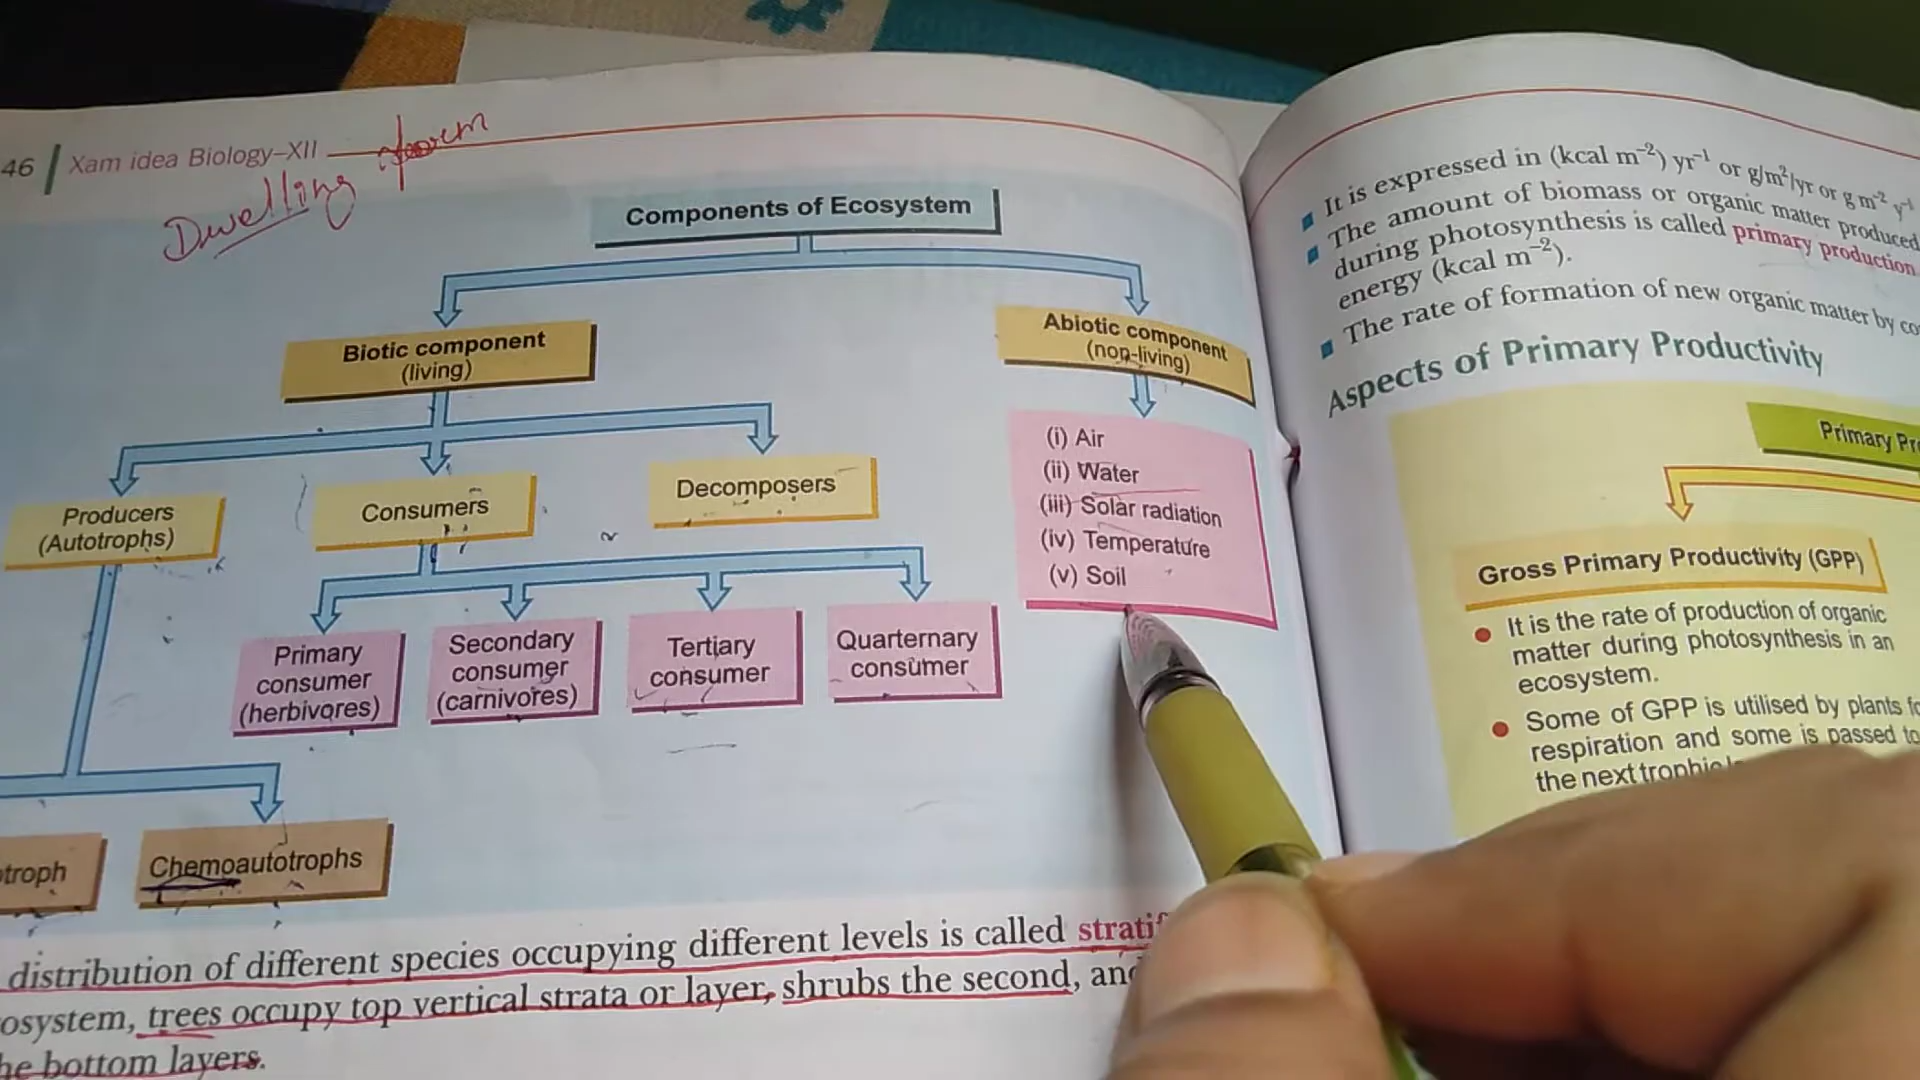 46 Xam idea Biology–XII
Dwelling form
Components of Ecosystem
Biotic component
(living)
Abiotic component
(non-living)
Producers
(Autotrophs)
Consumers
Decomposers
(i) Air
(ii) Water
(iii) Solar radiation
(iv) Temperature
(v) Soil
Primary
consumer
(herbivores)
Secondary
consumer
(carnivores)
Tertiary
consumer
Quarternary
consumer
otroph
Chemoautotrophs
distribution of different species occupying different levels is called stratif
osystem, trees occupy top vertical strata or layer, shrubs the second, and
he bottom layers.
It is expressed in (kcal m⁻²) yr⁻¹ or g/m²/yr or g m⁻² y⁻¹
The amount of biomass or organic matter produced
during photosynthesis is called primary production
energy (kcal m⁻²).
The rate of formation of new organic matter by co
Aspects of Primary Productivity
Primary Pr
Gross Primary Productivity (GPP)
It is the rate of production of organic
matter during photosynthesis in an
ecosystem.
Some of GPP is utilised by plants fo
respiration and some is passed to
the next trophic